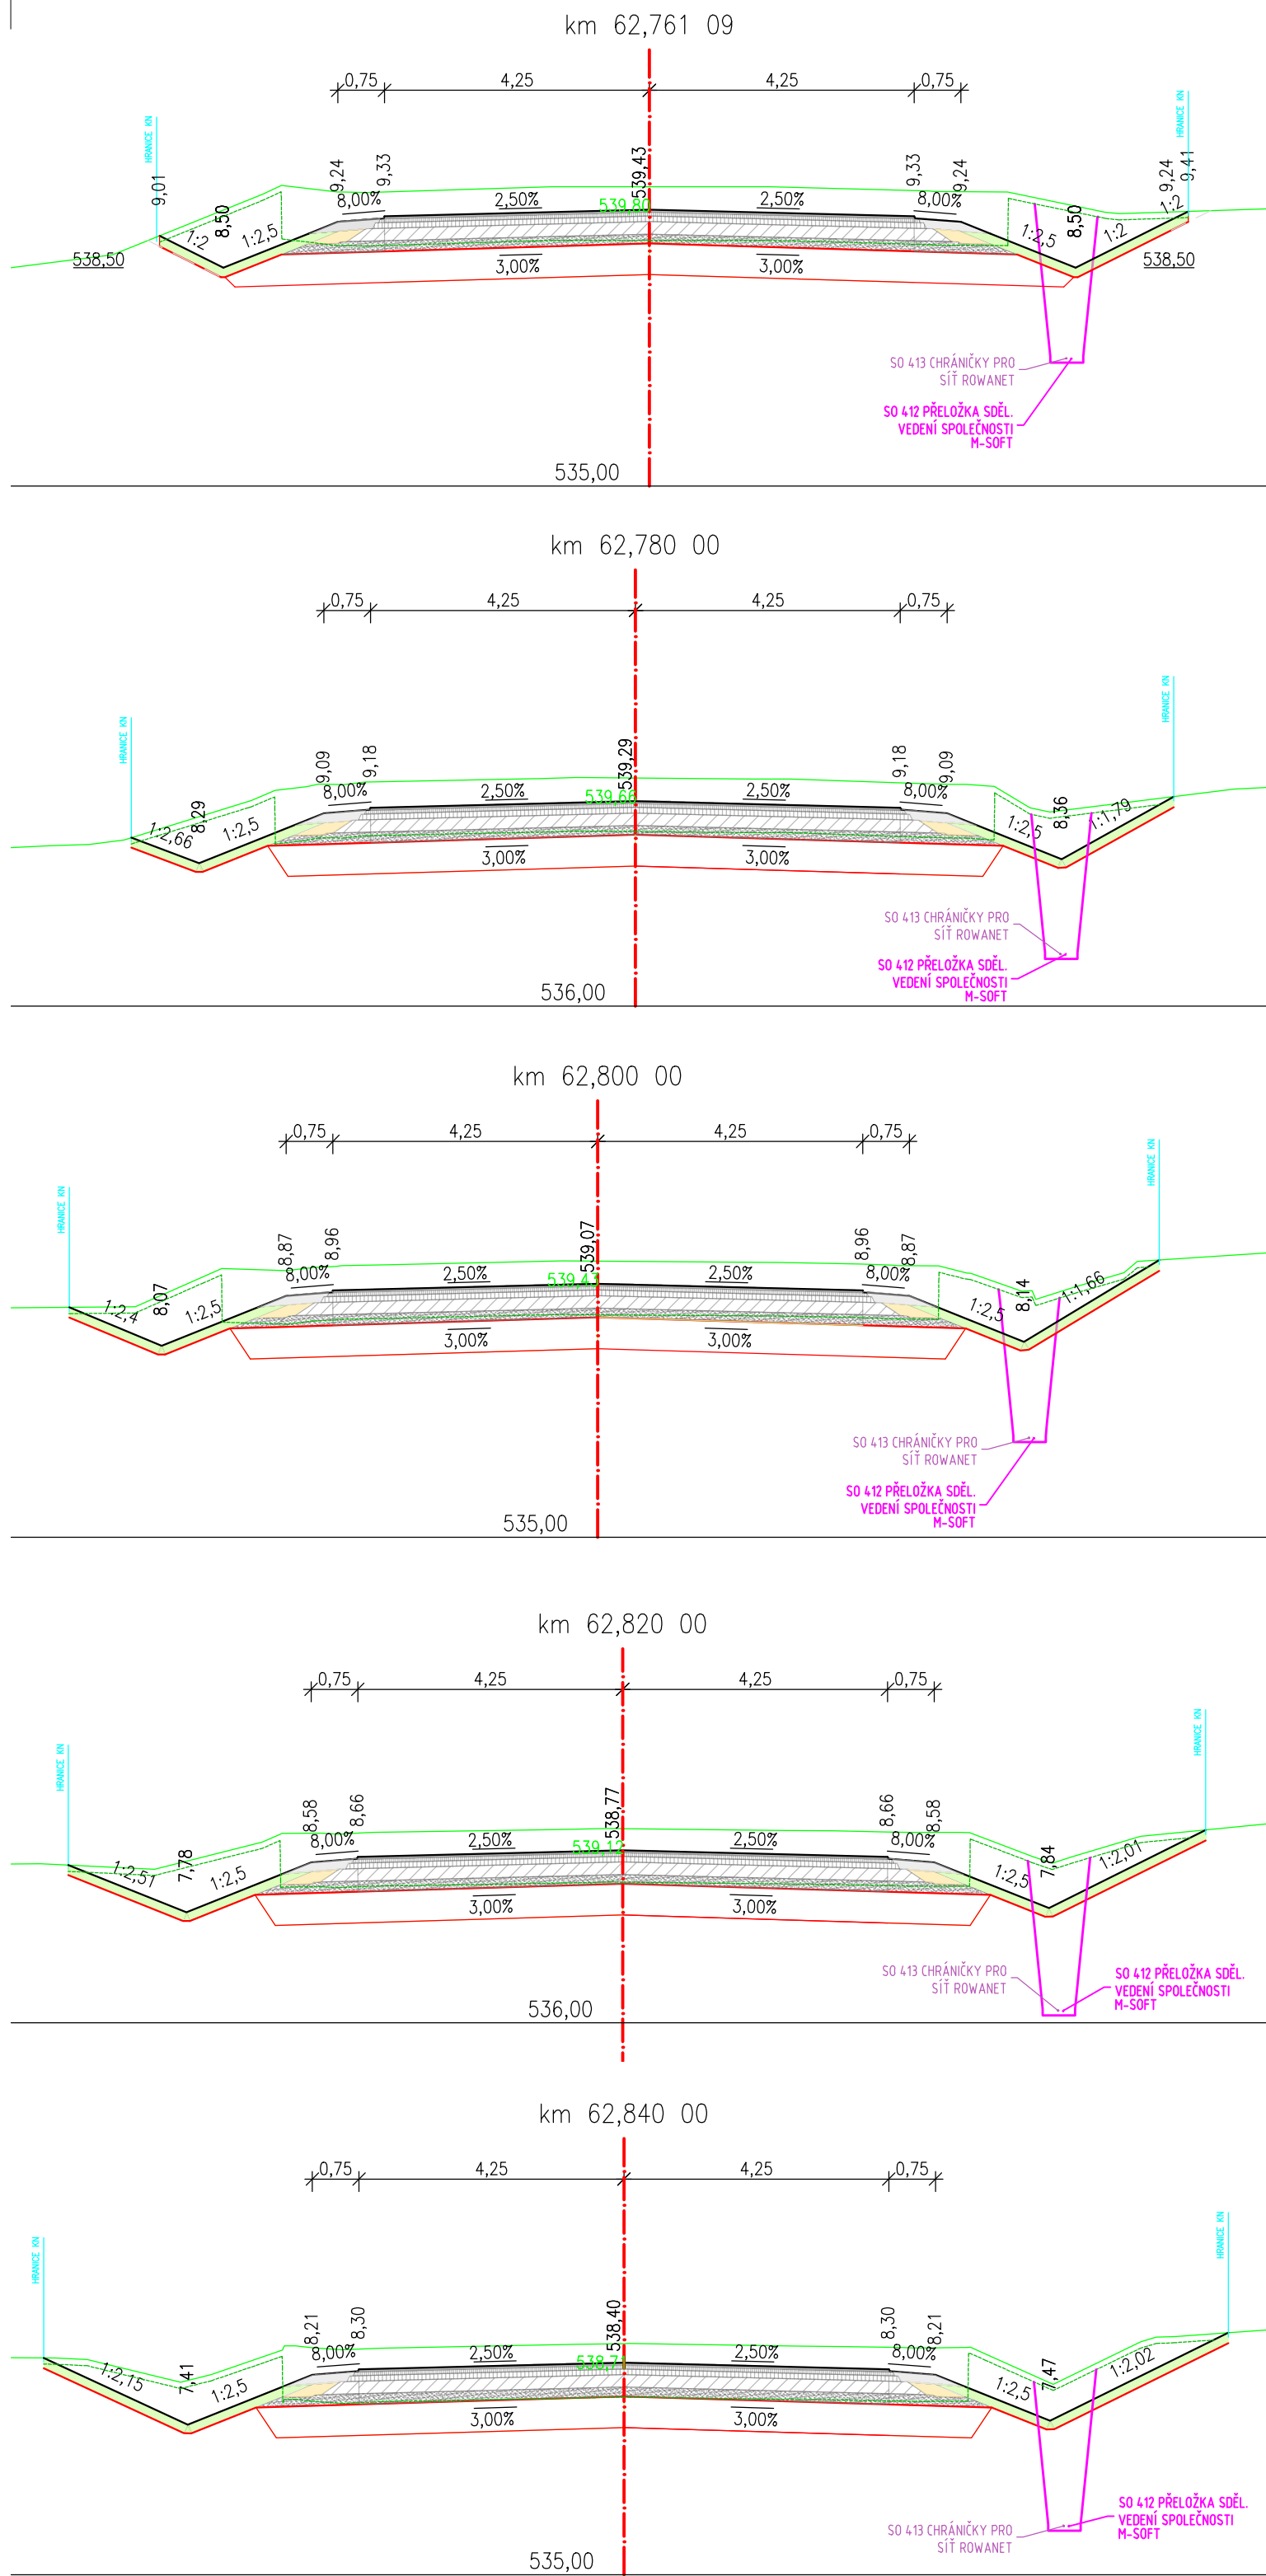 km 62,761 09
0,75 4,25 4,25 0,75
HRANICE KN HRANICE KN
9,01 8,50 9,24 9,33 539,43 9,33 9,24 8,50 9,24 9,41
1:2 1:2,5 8,00% 2,50% 539,80 2,50% 8,00% 1:2,5 1:2 1:2
538,50 3,00% 3,00% 538,50
SO 413 CHRÁNIČKY PRO
SÍŤ ROWANET
SO 412 PŘELOŽKA SDĚL.
VEDENÍ SPOLEČNOSTI
M-SOFT
535,00
km 62,780 00
0,75 4,25 4,25 0,75
HRANICE KN HRANICE KN
8,29 9,09 9,18 539,29 9,18 9,09 8,36
1:2,66 1:2,5 8,00% 2,50% 539,66 2,50% 8,00% 1:2,5 1:1,79
3,00% 3,00%
SO 413 CHRÁNIČKY PRO
SÍŤ ROWANET
SO 412 PŘELOŽKA SDĚL.
VEDENÍ SPOLEČNOSTI
M-SOFT
536,00
km 62,800 00
0,75 4,25 4,25 0,75
HRANICE KN HRANICE KN
8,07 8,87 8,96 539,07 8,96 8,87 8,14
1:2,4 1:2,5 8,00% 2,50% 2,50% 8,00% 1:2,5 1:1,66
3,00% 3,00%
SO 413 CHRÁNIČKY PRO
SÍŤ ROWANET
SO 412 PŘELOŽKA SDĚL.
VEDENÍ SPOLEČNOSTI
M-SOFT
535,00
km 62,820 00
0,75 4,25 4,25 0,75
HRANICE KN HRANICE KN
7,78 8,58 8,66 538,77 8,66 8,58 7,84
1:2,51 1:2,5 8,00% 2,50% 539,12 2,50% 8,00% 1:2,5 1:2,01
3,00% 3,00%
SO 413 CHRÁNIČKY PRO
SÍŤ ROWANET
SO 412 PŘELOŽKA SDĚL.
VEDENÍ SPOLEČNOSTI
M-SOFT
536,00
km 62,840 00
0,75 4,25 4,25 0,75
HRANICE KN HRANICE KN
7,41 8,21 8,30 538,40 8,30 8,21 7,47
1:2,15 1:2,5 8,00% 2,50% 2,50% 8,00% 1:2,5 1:2,02
3,00% 3,00%
SO 412 PŘELOŽKA SDĚL.
VEDENÍ SPOLEČNOSTI
M-SOFT
SO 413 CHRÁNIČKY PRO
SÍŤ ROWANET
535,00